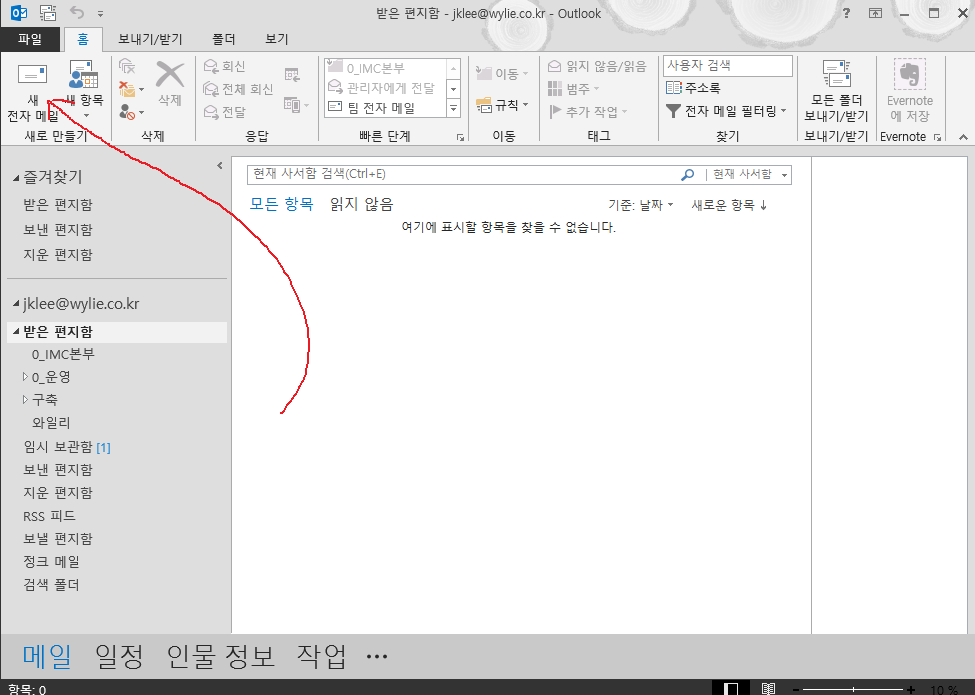 받은 편지함 - jklee@wylie.co.kr - Outlook
파일 홈 보내기/받기 폴더 보기
새 전자 메일
새 항목
새로 만들기
삭제
삭제
회신
전체 회신
전달
응답
0_IMC본부
관리자에게 전달
팀 전자 메일
빠른 단계
이동
규칙
이동
읽지 않음/읽음
범주
추가 작업
태그
사용자 검색
주소록
전자 메일 필터링
찾기
모든 폴더
보내기/받기
보내기/받기
Evernote
에 저장
Evernote
즐겨찾기
받은 편지함
보낸 편지함
지운 편지함
jklee@wylie.co.kr
받은 편지함
0_IMC본부
0_운영
구축
와일리
임시 보관함 [1]
보낸 편지함
지운 편지함
RSS 피드
보낼 편지함
정크 메일
검색 폴더
현재 사서함 검색(Ctrl+E) 현재 사서함
모든 항목 읽지 않음 기준: 날짜 새로운 항목 ↓
여기에 표시할 항목을 찾을 수 없습니다.
메일 일정 인물 정보 작업 ···
항목: 0 10 %